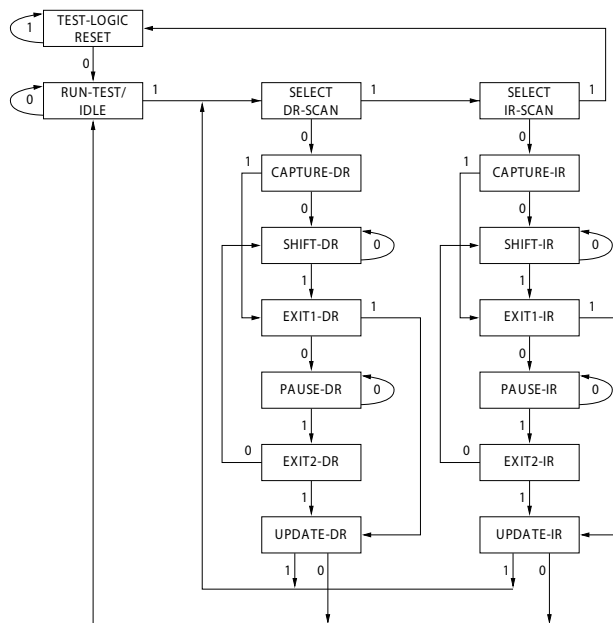 TEST-LOGIC
RESET
1
0
RUN-TEST/
IDLE
0
1
SELECT
DR-SCAN
1
SELECT
IR-SCAN
1
0
0
1
CAPTURE-DR
1
CAPTURE-IR
0
0
SHIFT-DR
0
SHIFT-IR
0
1
1
EXIT1-DR
1
EXIT1-IR
1
0
0
PAUSE-DR
0
PAUSE-IR
0
1
1
0
EXIT2-DR
0
EXIT2-IR
1
1
UPDATE-DR
UPDATE-IR
1
0
1
0